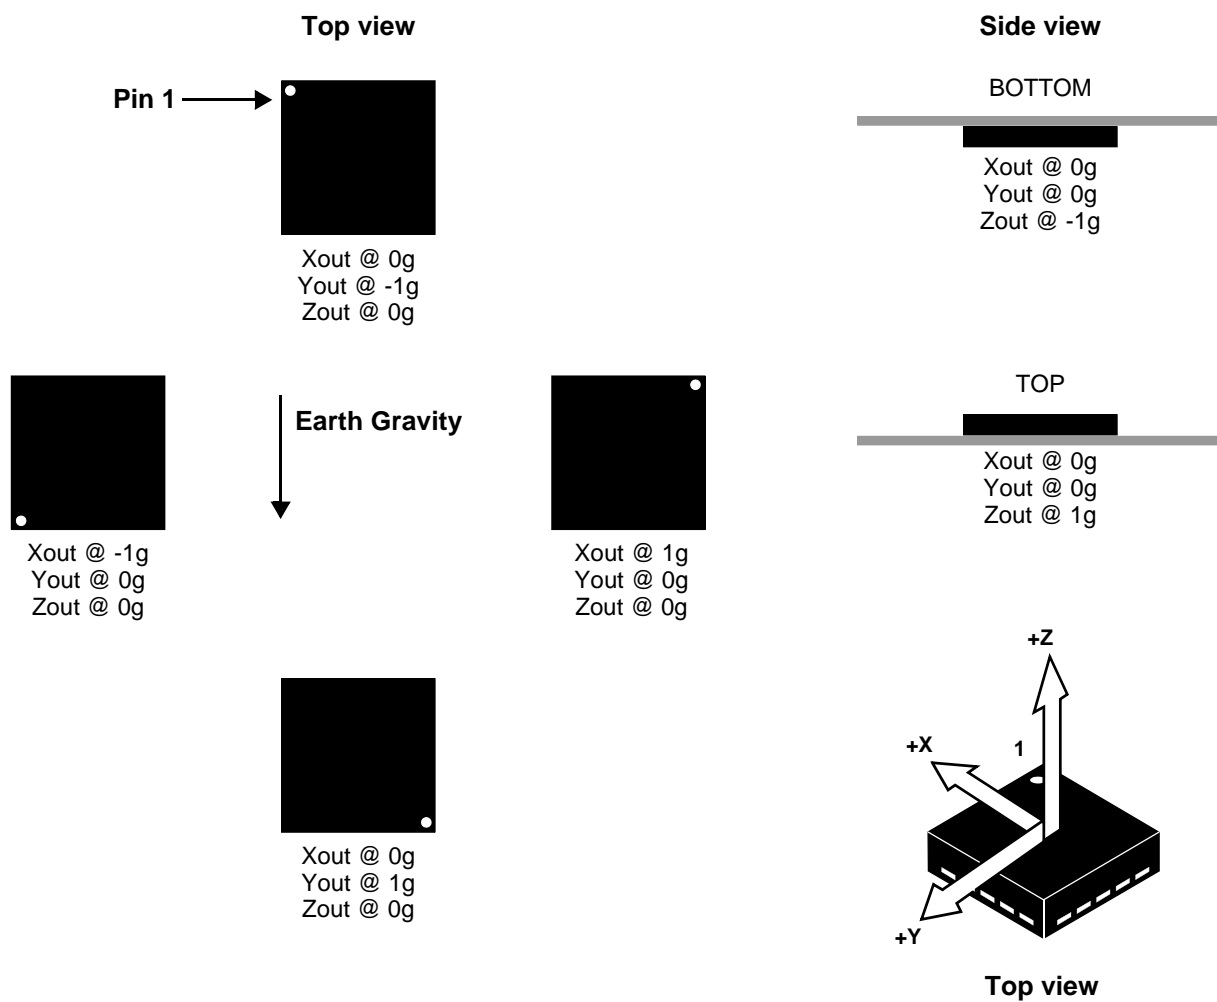 Top view
Side view
Pin 1
BOTTOM
Xout @ 0g
Yout @ 0g
Zout @ -1g
Xout @ 0g
Yout @ -1g
Zout @ 0g
Earth Gravity
TOP
Xout @ 0g
Yout @ 0g
Zout @ 1g
Xout @ -1g
Yout @ 0g
Zout @ 0g
Xout @ 1g
Yout @ 0g
Zout @ 0g
+Z
+X
1
Xout @ 0g
Yout @ 1g
Zout @ 0g
+Y
Top view